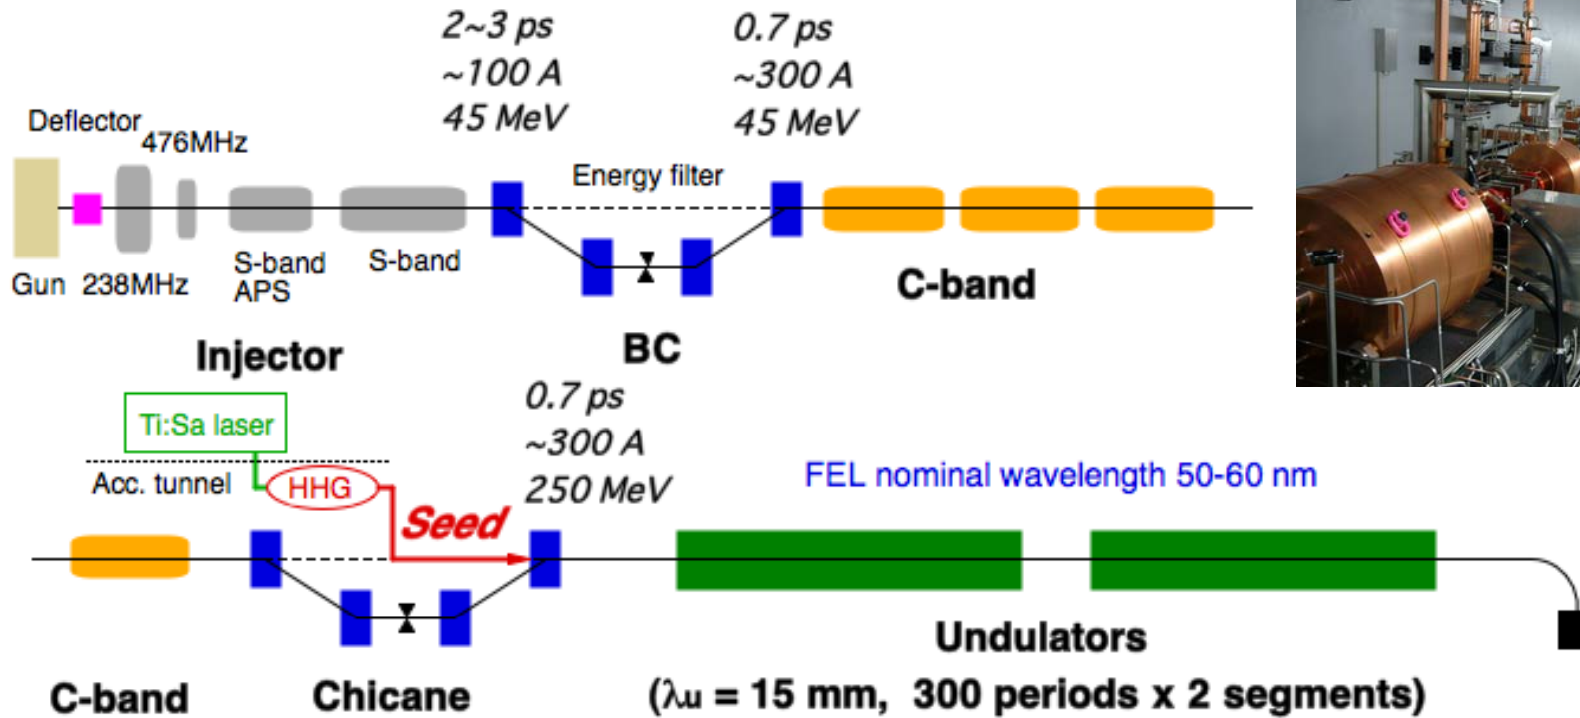 2~3 ps
~100 A
45 MeV
0.7 ps
~300 A
45 MeV
Deflector
476MHz
Energy filter
Gun
238MHz
S-band
APS
S-band
C-band
Injector
BC
Ti:Sa laser
Acc. tunnel
HHG
Seed
0.7 ps
~300 A
250 MeV
FEL nominal wavelength 50-60 nm
C-band
Chicane
Undulators
(λu = 15 mm, 300 periods x 2 segments)